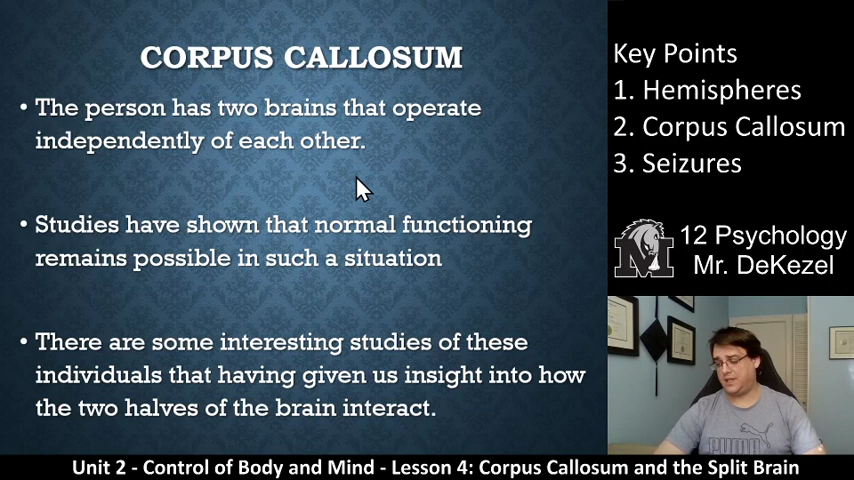 CORPUS CALLOSUM
• The person has two brains that operate
independently of each other.
• Studies have shown that normal functioning
remains possible in such a situation
• There are some interesting studies of these
individuals that having given us insight into how
the two halves of the brain interact.
Key Points
1. Hemispheres
2. Corpus Callosum
3. Seizures
M
12 Psychology
Mr. DeKezel
PUMA
Unit 2 - Control of Body and Mind - Lesson 4: Corpus Callosum and the Split Brain